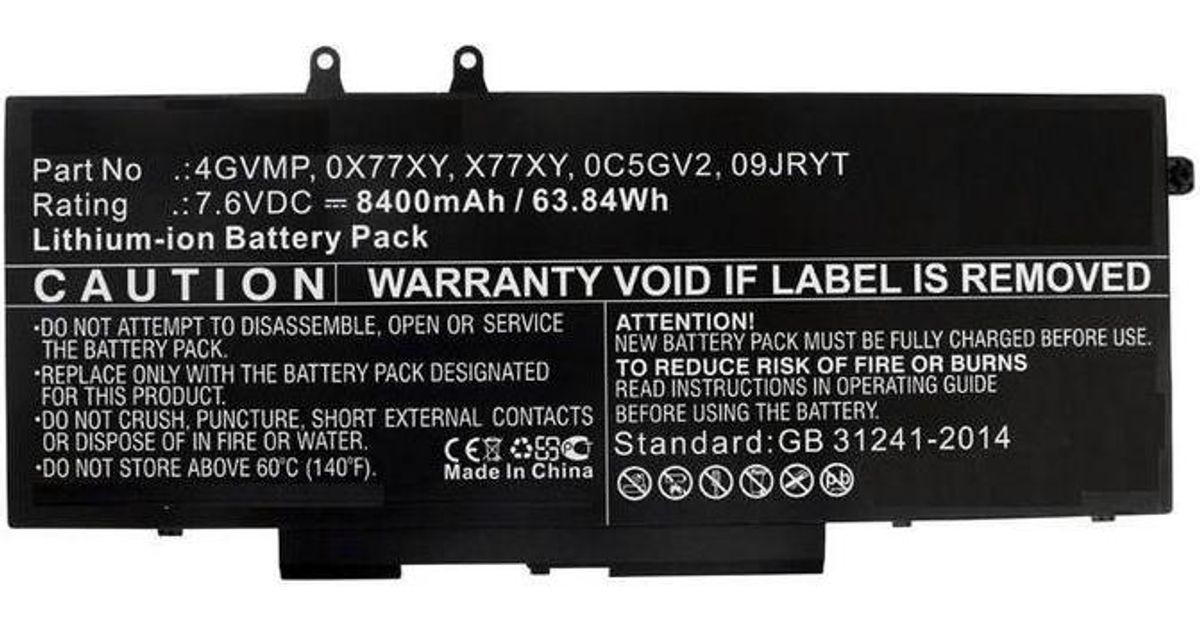 Part No .:4GVMP, 0X77XY, X77XY, 0C5GV2, 09JRYT
Rating .:7.6VDC ⎓ 8400mAh / 63.84Wh
Lithium-ion Battery Pack
CAUTION
WARRANTY VOID IF LABEL IS REMOVED
•DO NOT ATTEMPT TO DISASSEMBLE, OPEN OR SERVICE
THE BATTERY PACK.
•REPLACE ONLY WITH THE BATTERY PACK DESIGNATED
FOR THIS PRODUCT.
•DO NOT CRUSH, PUNCTURE, SHORT EXTERNAL CONTACTS
OR DISPOSE OF IN FIRE OR WATER.
•DO NOT STORE ABOVE 60°C (140°F).
CE
Made In China
ATTENTION!
NEW BATTERY PACK MUST BE FULLY CHARGED BEFORE USE.
TO REDUCE RISK OF FIRE OR BURNS
READ INSTRUCTIONS IN OPERATING GUIDE
BEFORE USING THE BATTERY.
Standard:GB 31241-2014
Pb